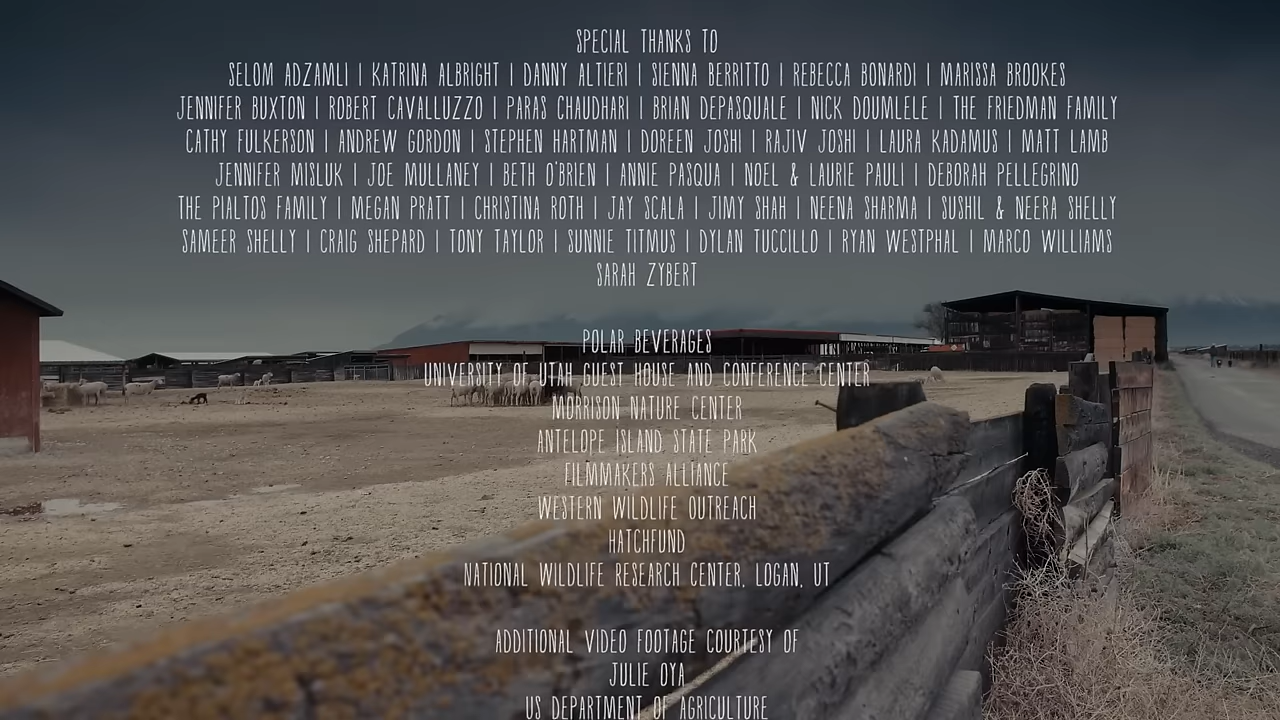 SPECIAL THANKS TO
SELOM ADZAMLI | KATRINA ALBRIGHT | DANNY ALTIERI | SIENNA BERRITTO | REBECCA BONARDI | MARISSA BROOKES
JENNIFER BUXTON | ROBERT CAVALLUZZO | PARAS CHAUDHARI | BRIAN DEPASQUALE | NICK DOUMLELE | THE FRIEDMAN FAMILY
CATHY FULKERSON | ANDREW GORDON | STEPHEN HARTMAN | DOREEN JOSHI | RAJIV JOSHI | LAURA KADAMUS | MATT LAMB
JENNIFER MISLUK | JOE MULLANEY | BETH O'BRIEN | ANNIE PASQUA | NOEL & LAURIE PAULI | DEBORAH PELLEGRINO
THE PIALTOS FAMILY | MEGAN PRATT | CHRISTINA ROTH | JAY SCALA | JIMY SHAH | NEENA SHARMA | SUSHIL & NEERA SHELLY
SAMEER SHELLY | CRAIG SHEPARD | TONY TAYLOR | SUNNIE TITMUS | DYLAN TUCCILLO | RYAN WESTPHAL | MARCO WILLIAMS
SARAH ZYBERT
POLAR BEVERAGES
UNIVERSITY OF UTAH GUEST HOUSE AND CONFERENCE CENTER
MORRISON NATURE CENTER
ANTELOPE ISLAND STATE PARK
FILMMAKERS ALLIANCE
WESTERN WILDLIFE OUTREACH
HATCHFUND
NATIONAL WILDLIFE RESEARCH CENTER, LOGAN, UT
ADDITIONAL VIDEO FOOTAGE COURTESY OF
JULIE OYA
US DEPARTMENT OF AGRICULTURE